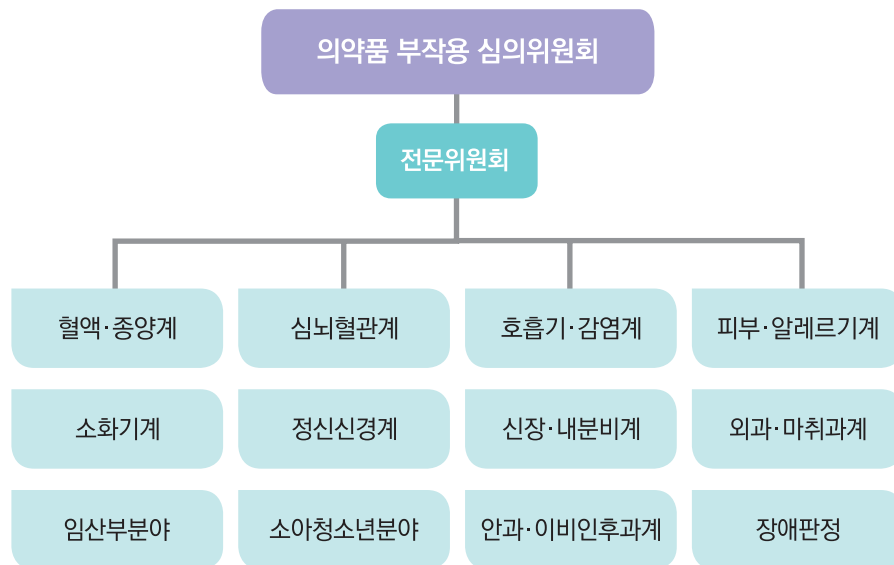 의약품 부작용 심의위원회
전문위원회
혈액·종양계
심뇌혈관계
호흡기·감염계
피부·알레르기계
소화기계
정신신경계
신장·내분비계
외과·마취과계
임산부분야
소아청소년분야
안과·이비인후과계
장애판정